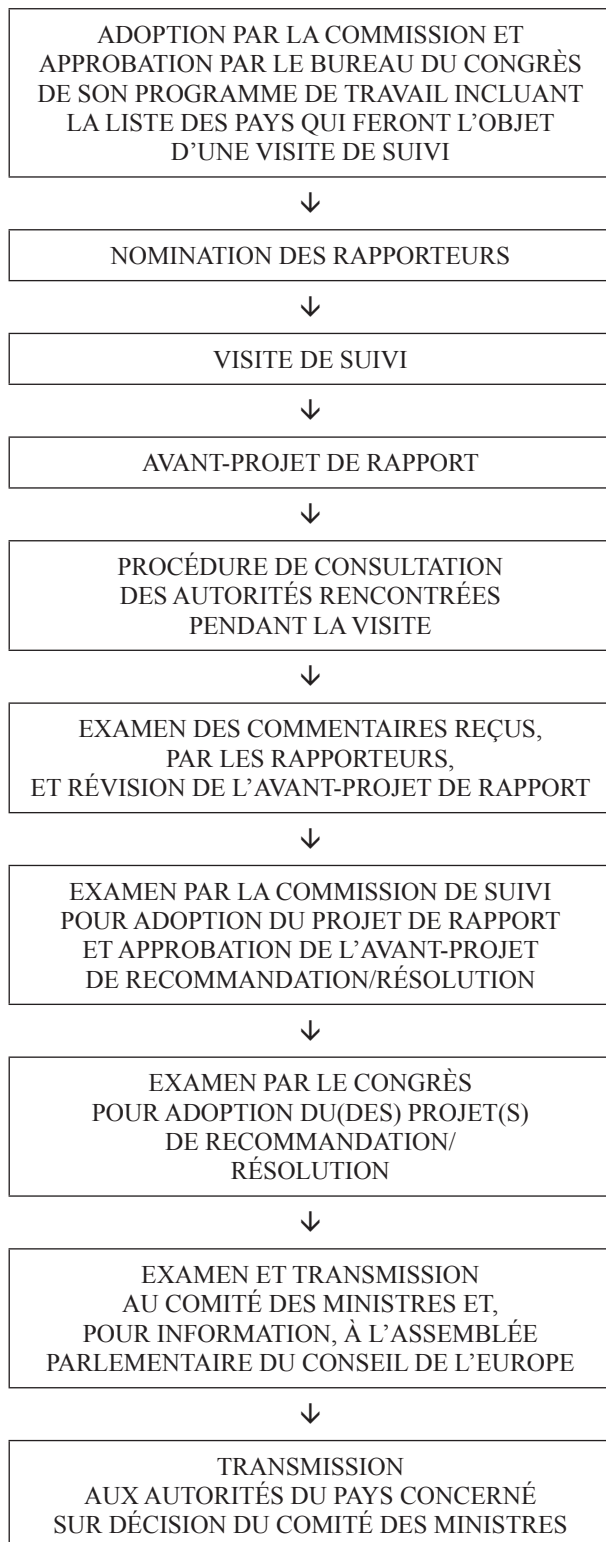 ADOPTION PAR LA COMMISSION ET
APPROBATION PAR LE BUREAU DU CONGRÈS
DE SON PROGRAMME DE TRAVAIL INCLUANT
LA LISTE DES PAYS QUI FERONT L’OBJET
D’UNE VISITE DE SUIVI
↓
NOMINATION DES RAPPORTEURS
↓
VISITE DE SUIVI
↓
AVANT-PROJET DE RAPPORT
↓
PROCÉDURE DE CONSULTATION
DES AUTORITÉS RENCONTRÉES
PENDANT LA VISITE
↓
EXAMEN DES COMMENTAIRES REÇUS,
PAR LES RAPPORTEURS,
ET RÉVISION DE L’AVANT-PROJET DE RAPPORT
↓
EXAMEN PAR LA COMMISSION DE SUIVI
POUR ADOPTION DU PROJET DE RAPPORT
ET APPROBATION DE L’AVANT-PROJET
DE RECOMMANDATION/RÉSOLUTION
↓
EXAMEN PAR LE CONGRÈS
POUR ADOPTION DU(DES) PROJET(S)
DE RECOMMANDATION/
RÉSOLUTION
↓
EXAMEN ET TRANSMISSION
AU COMITÉ DES MINISTRES ET,
POUR INFORMATION, À L’ASSEMBLÉE
PARLEMENTAIRE DU CONSEIL DE L’EUROPE
↓
TRANSMISSION
AUX AUTORITÉS DU PAYS CONCERNÉ
SUR DÉCISION DU COMITÉ DES MINISTRES